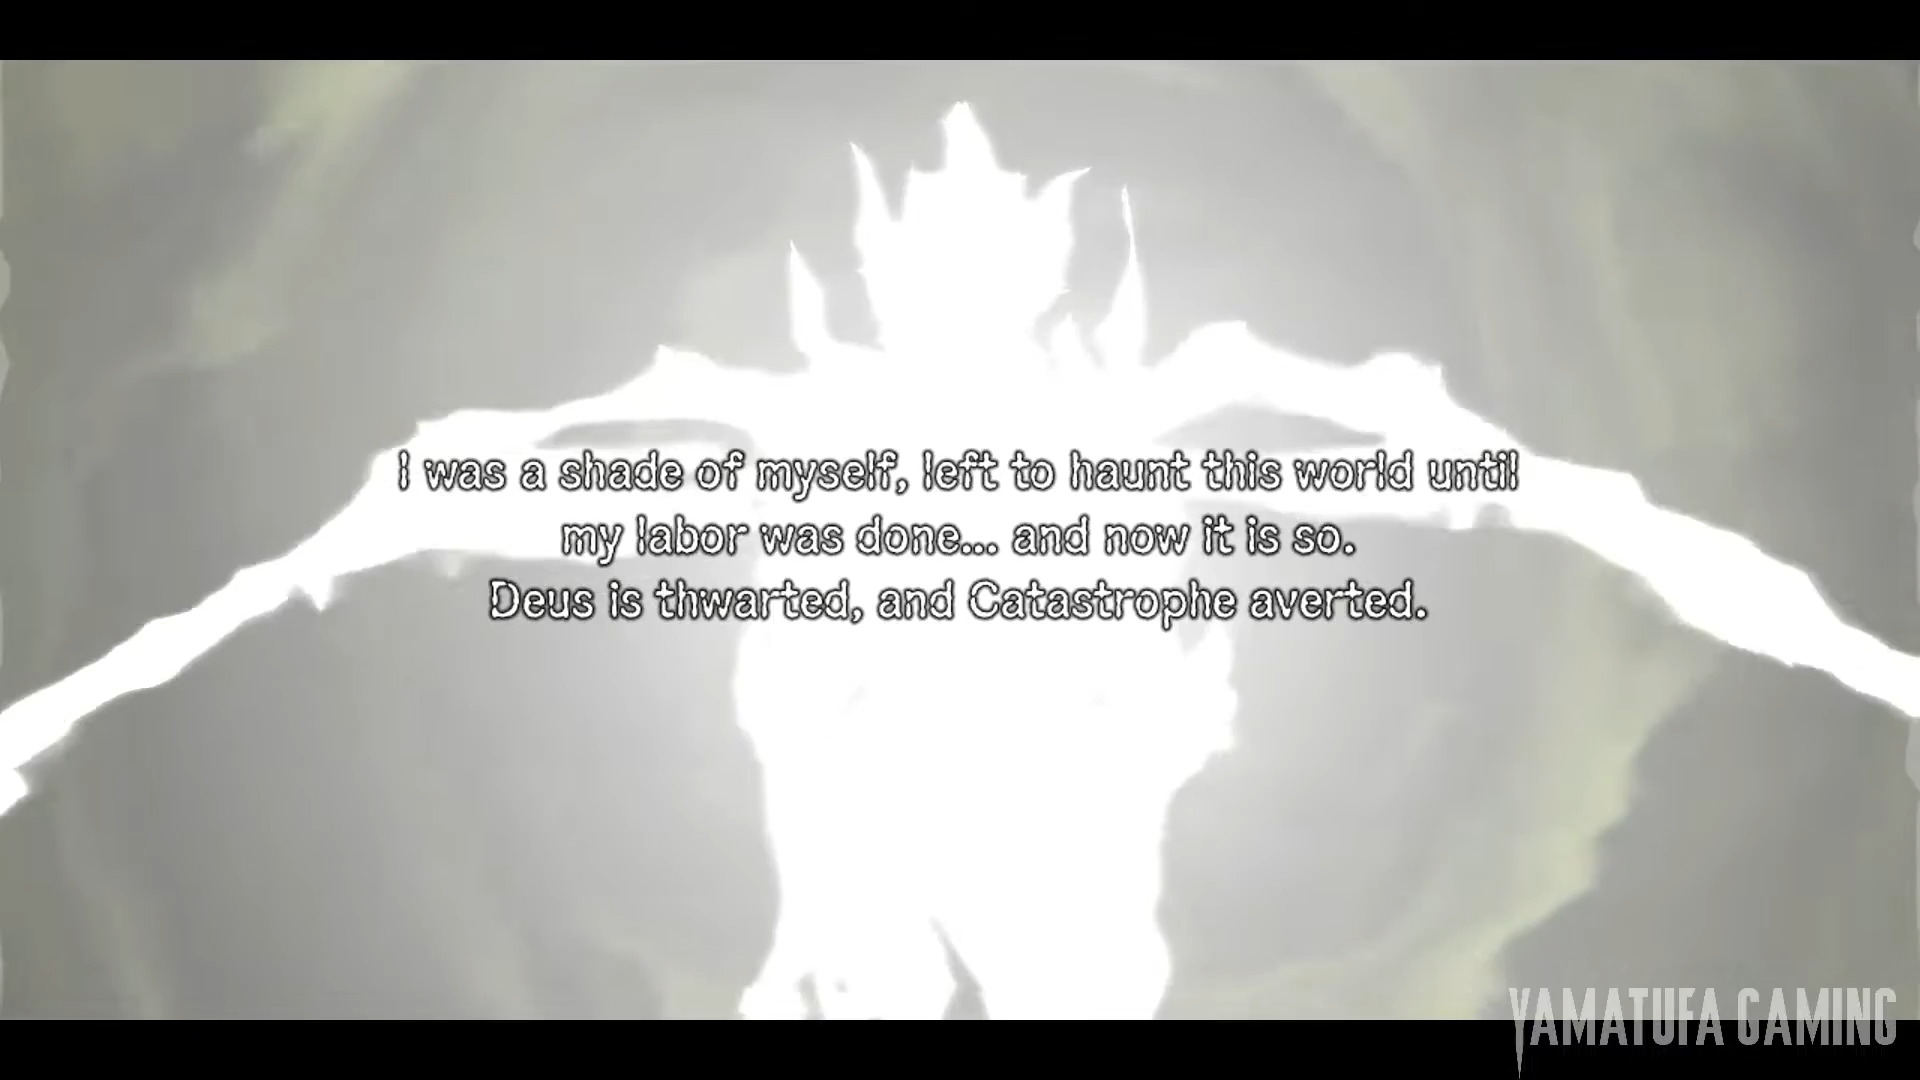 I was a shade of myself, left to haunt this world until
my labor was done... and now it is so.
Deus is thwarted, and Catastrophe averted.
YAMATUFA GAMING